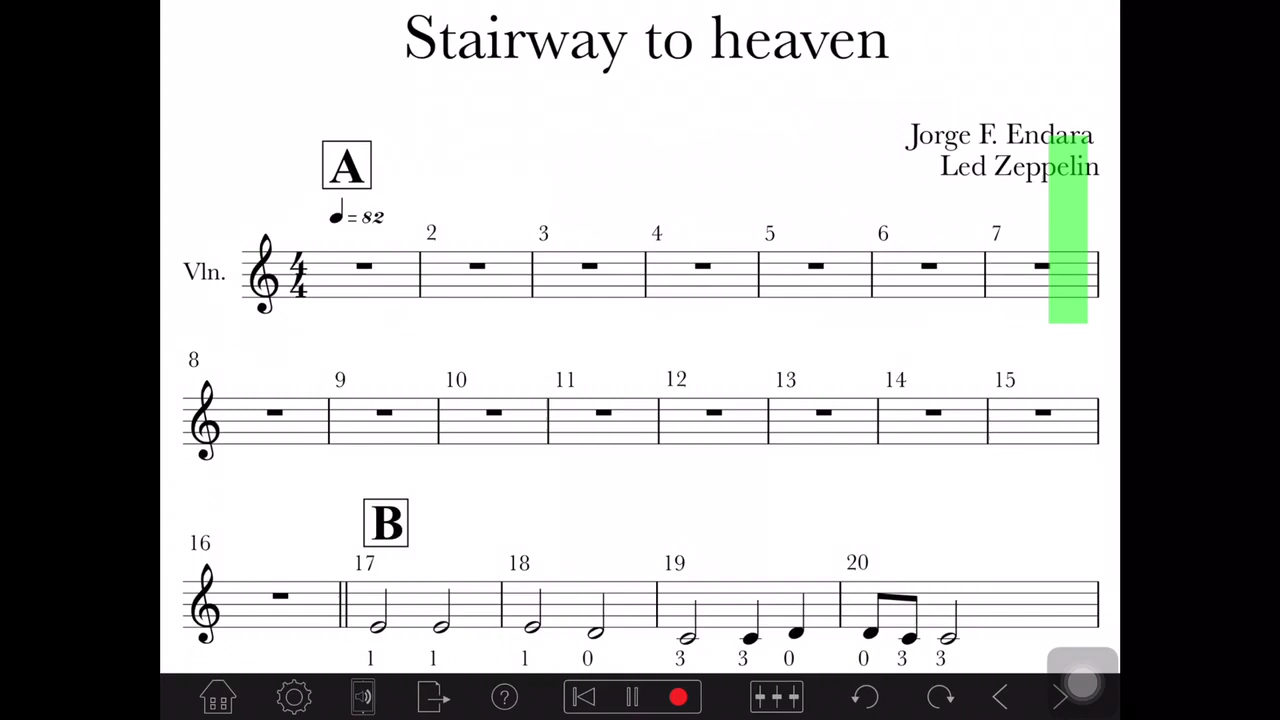 Stairway to heaven
Jorge F. Endara
Led Zeppelin
A
= 82
Vln.
4
4
2 3 4 5 6 7
8 9 10 11 12 13 14 15
B
16 17 18 19 20
1 1 1 0 3 3 0 0 3 3
?